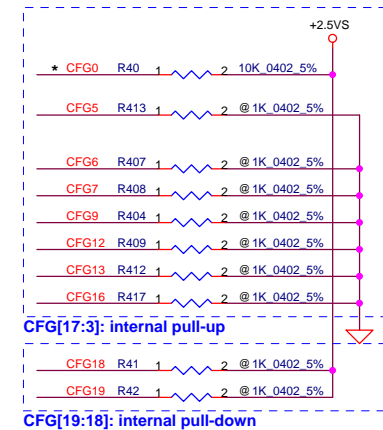 +2.5VS
* CFG0 R40 1 2 10K_0402_5%
CFG5 R413 1 2 @ 1K_0402_5%
CFG6 R407 1 2 @ 1K_0402_5%
CFG7 R408 1 2 @ 1K_0402_5%
CFG9 R404 1 2 @ 1K_0402_5%
CFG12 R409 1 2 @ 1K_0402_5%
CFG13 R412 1 2 @ 1K_0402_5%
CFG16 R417 1 2 @ 1K_0402_5%
CFG[17:3]: internal pull-up
CFG18 R41 1 2 @ 1K_0402_5%
CFG19 R42 1 2 @ 1K_0402_5%
CFG[19:18]: internal pull-down